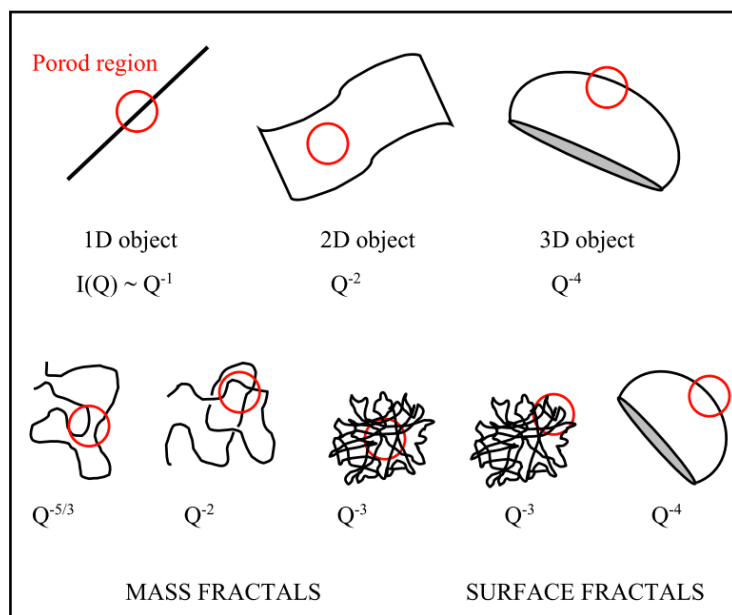 Porod region
1D object 2D object 3D object
I(Q) ~ Q-1 Q-2 Q-4
Q-5/3 Q-2 Q-3 Q-3 Q-4
MASS FRACTALS SURFACE FRACTALS